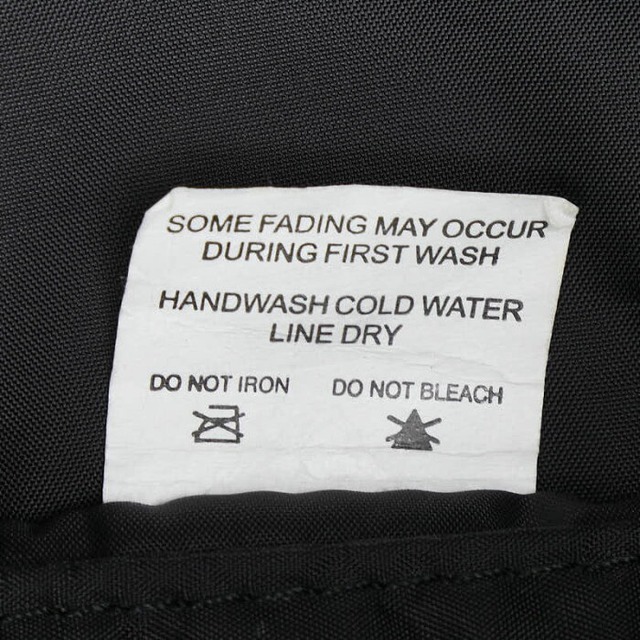 SOME FADING MAY OCCUR
DURING FIRST WASH
HANDWASH COLD WATER
LINE DRY
DO NOT IRON DO NOT BLEACH